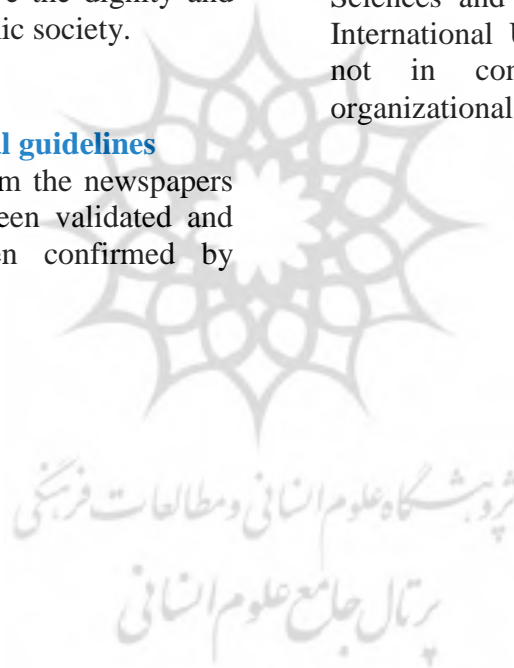 the dignity and
nic society.
l guidelines
m the newspapers
een validated and
en confirmed by
Sciences and
International U
not in con
organizational
پژوهشگاه علوم انسانی و مطالعات فرهنگی
پرتال جامع علوم انسانی